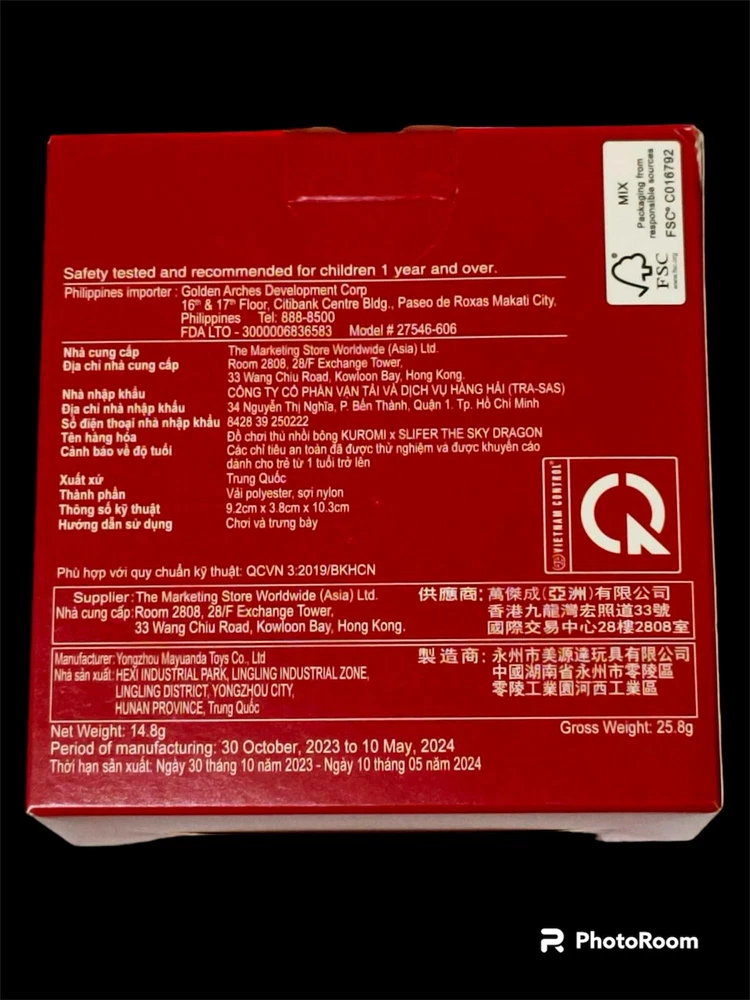 MIX
Packaging from
responsible sources
FSC® C016792
FSC
www.fsc.org
Safety tested and recommended for children 1 year and over.
Philippines importer : Golden Arches Development Corp
16th & 17th Floor, Citibank Centre Bldg., Paseo de Roxas Makati City.
Philippines Tel: 888-8500
FDA LTO - 3000006836583 Model # 27546-606
Nhà cung cấp The Marketing Store Worldwide (Asia) Ltd.
Địa chỉ nhà cung cấp Room 2808, 28/F Exchange Tower,
33 Wang Chiu Road, Kowloon Bay, Hong Kong.
Nhà nhập khẩu CÔNG TY CỔ PHẦN VẬN TẢI VÀ DỊCH VỤ HÀNG HẢI (TRA-SAS)
Địa chỉ nhà nhập khẩu 34 Nguyễn Thị Nghĩa, P. Bến Thành, Quận 1. Tp. Hồ Chí Minh
Số điện thoại nhà nhập khẩu 8428 39 250222
Tên hàng hóa Đồ chơi thú nhồi bông KUROMI x SLIFER THE SKY DRAGON
Cảnh báo về độ tuổi Các chỉ tiêu an toàn đã được thử nghiệm và được khuyến cáo
dành cho trẻ từ 1 tuổi trở lên
Xuất xứ Trung Quốc
Thành phần Vải polyester, sợi nylon
Thông số kỹ thuật 9.2cm x 3.8cm x 10.3cm
Hướng dẫn sử dụng Chơi và trưng bày
VIETNAM CONTROL
Phù hợp với quy chuẩn kỹ thuật: QCVN 3:2019/BKHCN
Supplier: The Marketing Store Worldwide (Asia) Ltd.
Nhà cung cấp: Room 2808, 28/F Exchange Tower,
33 Wang Chiu Road, Kowloon Bay, Hong Kong.
供應商: 萬傑成(亞洲)有限公司
香港九龍灣宏照道33號
國際交易中心28樓2808室
Manufacturer: Yongzhou Mayuanda Toys Co., Ltd
Nhà sản xuất: HEXI INDUSTRIAL PARK, LINGLING INDUSTRIAL ZONE,
LINGLING DISTRICT, YONGZHOU CITY,
HUNAN PROVINCE, Trung Quốc
製造商: 永州市美源達玩具有限公司
中國湖南省永州市零陵區
零陵工業園河西工業區
Net Weight: 14.8g
Gross Weight: 25.8g
Period of manufacturing: 30 October, 2023 to 10 May, 2024
Thời hạn sản xuất: Ngày 30 tháng 10 năm 2023 - Ngày 10 tháng 05 năm 2024
PhotoRoom